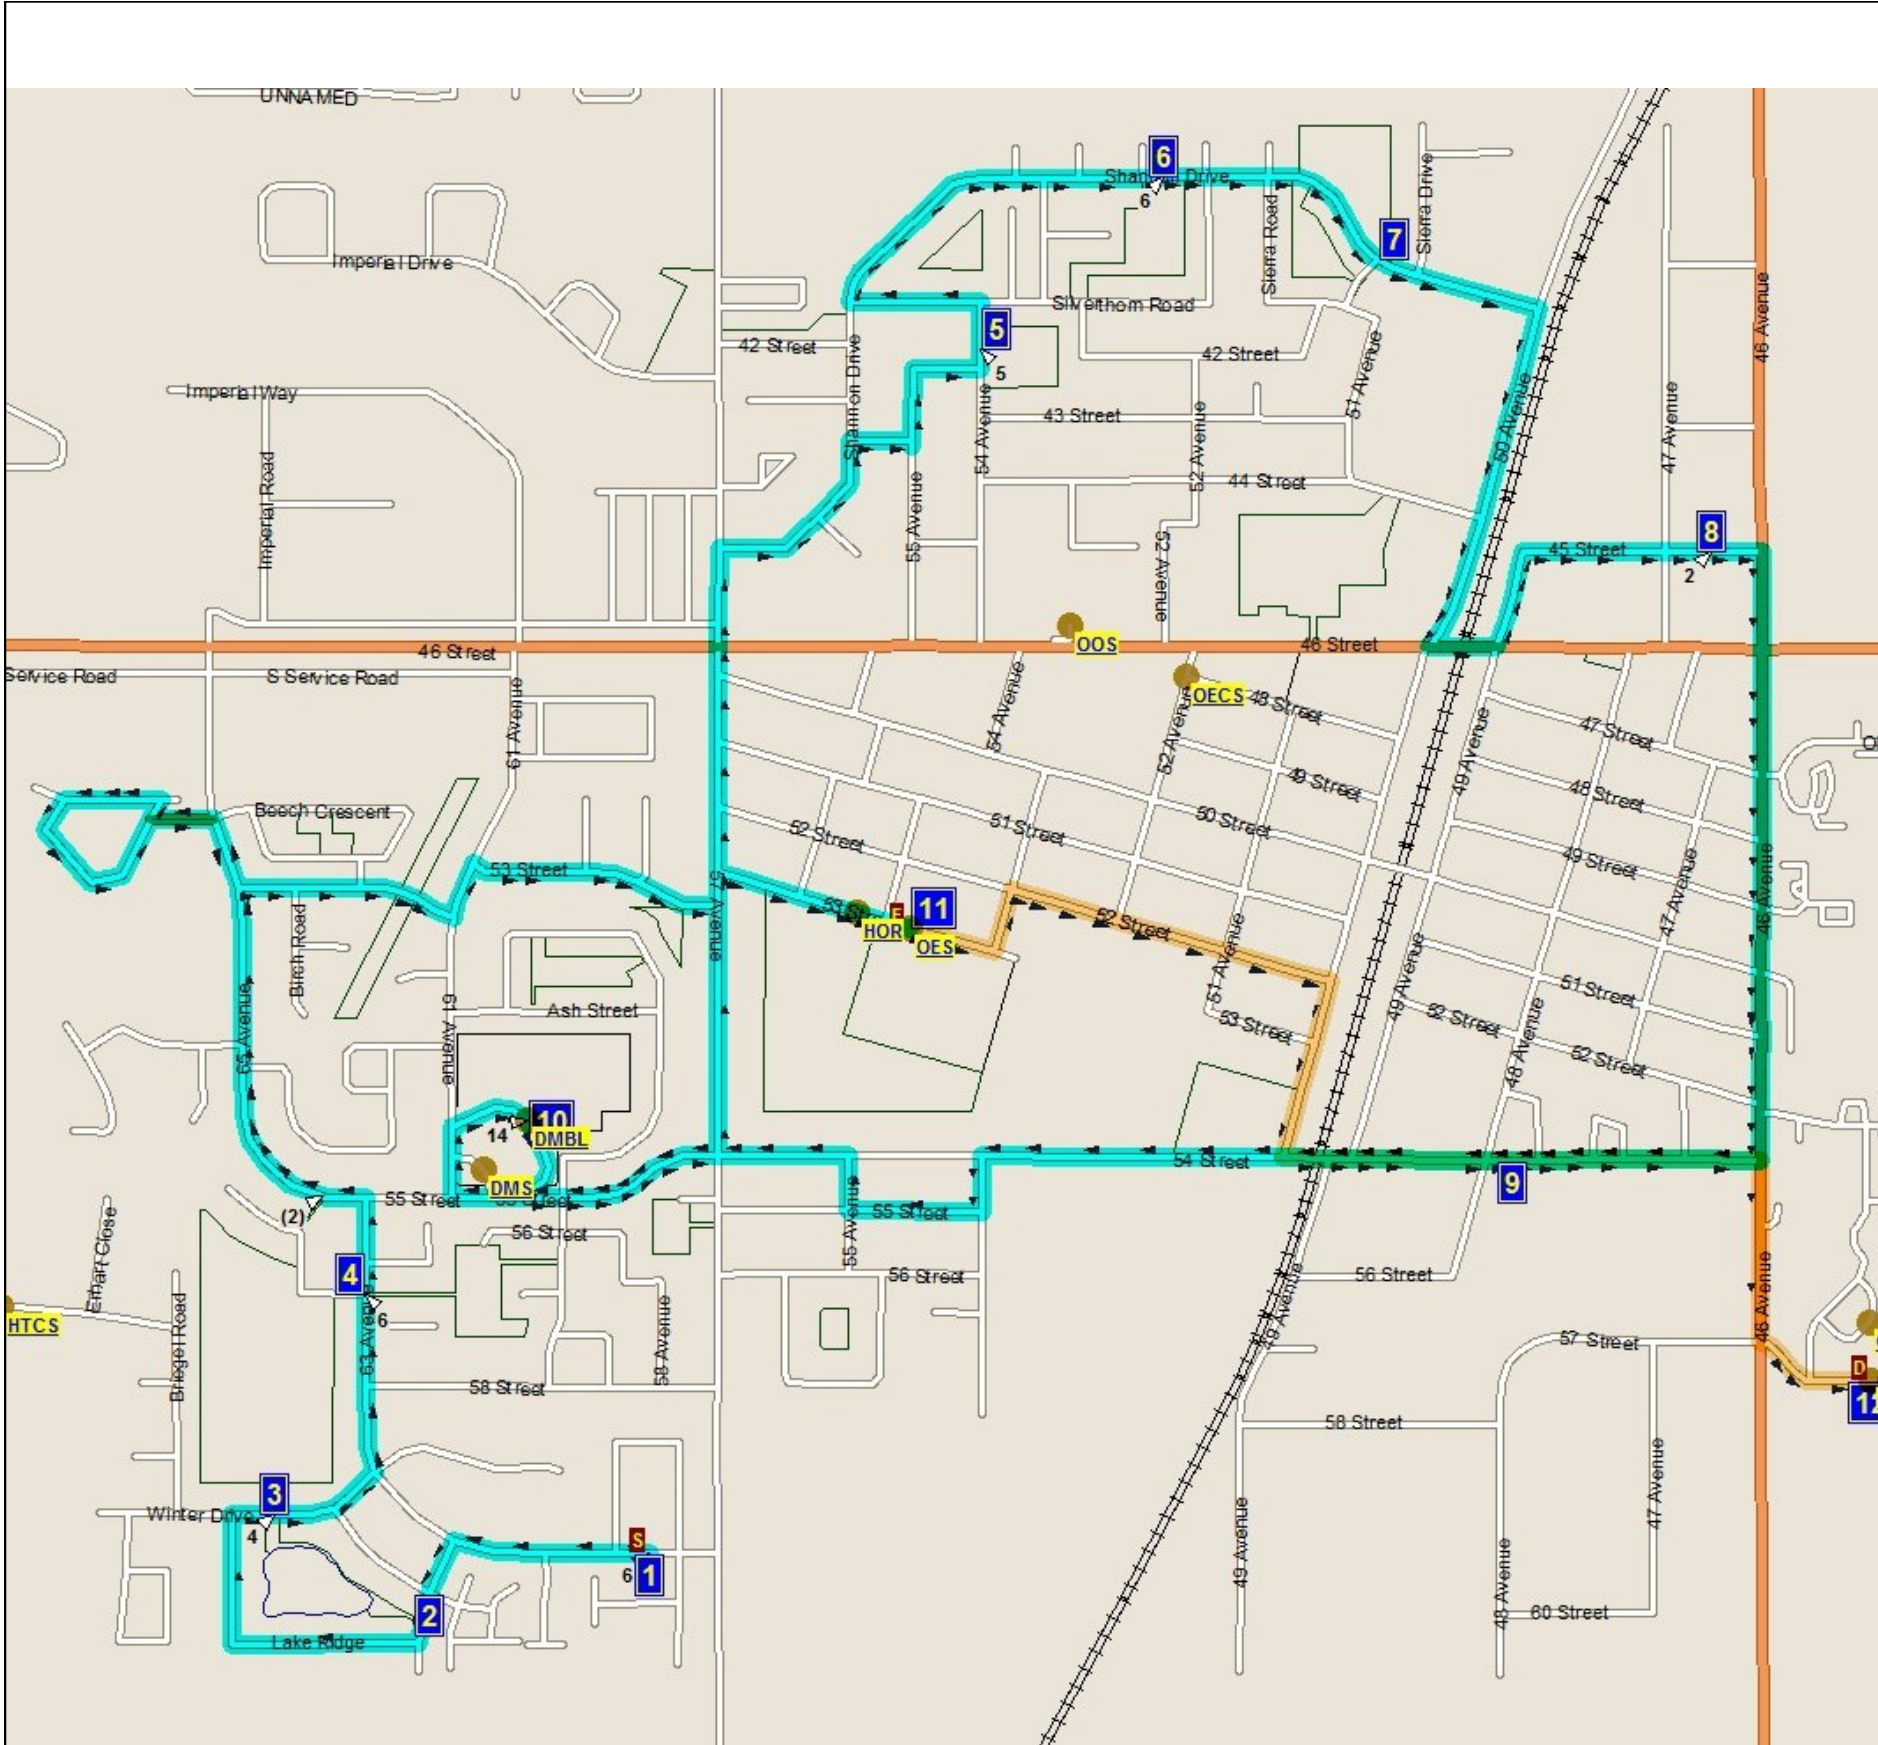 UNNAMED
6
Shannon Drive
6
Sierra Drive
7
Sierra Road
Imperial Drive
46 Avenue
Silverthorn Road
5
42 Street
42 Street
Shannon Drive
5
51 Avenue
Imperial Way
54 Avenue
43 Street
50 Avenue
47 Avenue
52 Avenue
Imperial Road
44 Street
55 Avenue
8
45 Street
52 Avenue
2
OOS
46 Street
46 Street
Service Road
S Service Road
OECS
61 Avenue
54 Avenue
52 Avenue
48 Street
49 Avenue
47 Street
49 Street
48 Street
Beech Crescent
52 Street
51 Street
50 Street
49 Street
53 Street
57 Avenue
47 Avenue
46 Avenue
E
11
53 Street
HOR
OES
52 Street
Birch Road
51 Avenue
49 Avenue
51 Street
Ash Street
61 Avenue
65 Avenue
53 Street
52 Street
48 Avenue
52 Street
10
14
DMBL
54 Street
9
DMS
55 Street
55 Street
(2)
55 Avenue
55 Street
56 Street
Emart Close
4
56 Street
56 Street
6
HTCS
Briegel Road
63 Avenue
58 Avenue
49 Avenue
46 Avenue
57 Street
D
12
58 Street
58 Street
3
Winter Drive
4
47 Avenue
S
6
1
49 Avenue
48 Avenue
2
60 Street
Lake Ridge